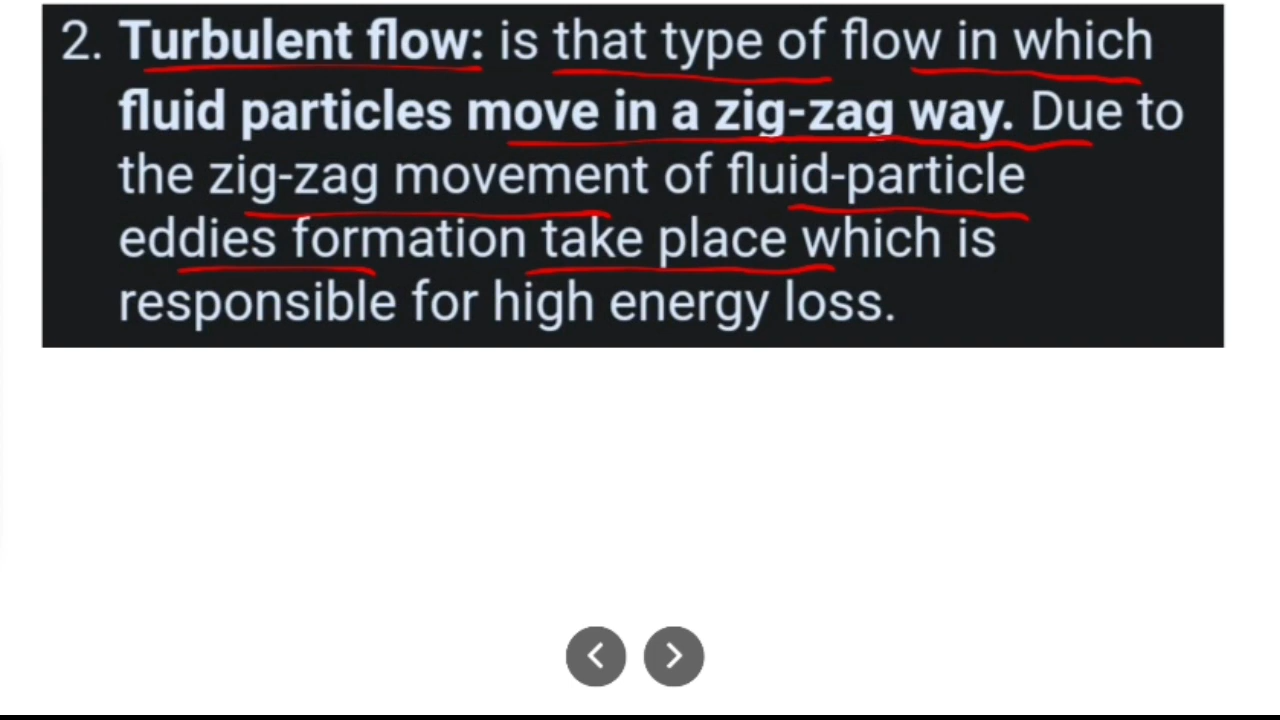 2. Turbulent flow: is that type of flow in which
fluid particles move in a zig-zag way. Due to
the zig-zag movement of fluid-particle
eddies formation take place which is
responsible for high energy loss.